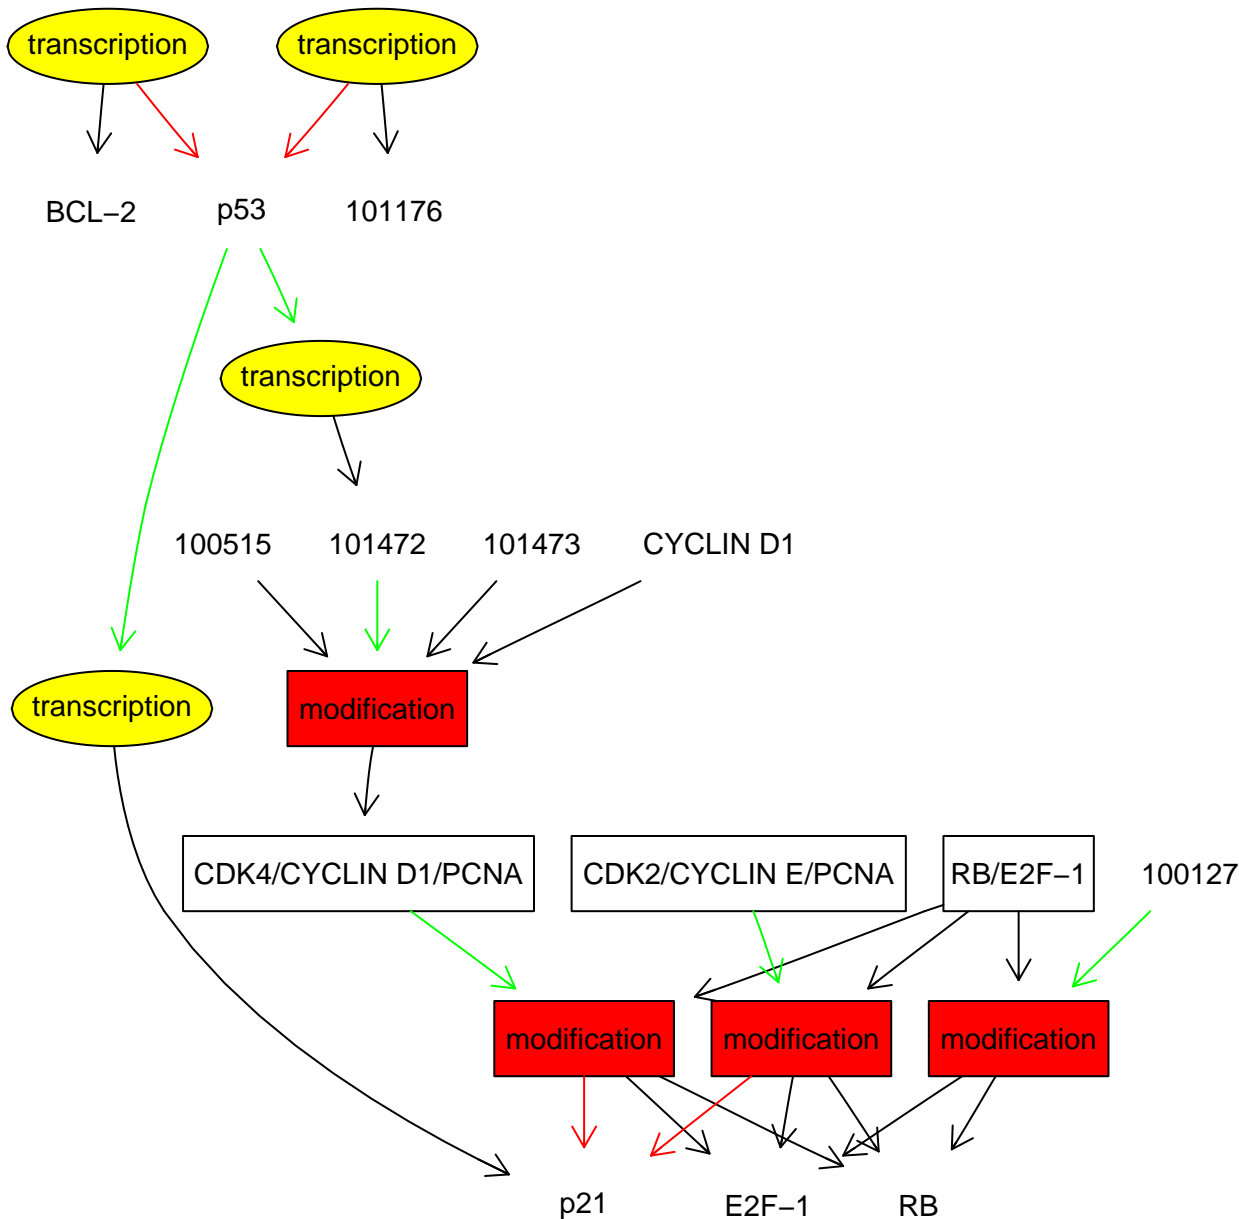 transcription
transcription
BCL−2
p53
101176
transcription
100515
101472
101473
CYCLIN D1
transcription
modification
CDK4/CYCLIN D1/PCNA
CDK2/CYCLIN E/PCNA
RB/E2F−1
100127
modification
modification
modification
p21
E2F−1
RB